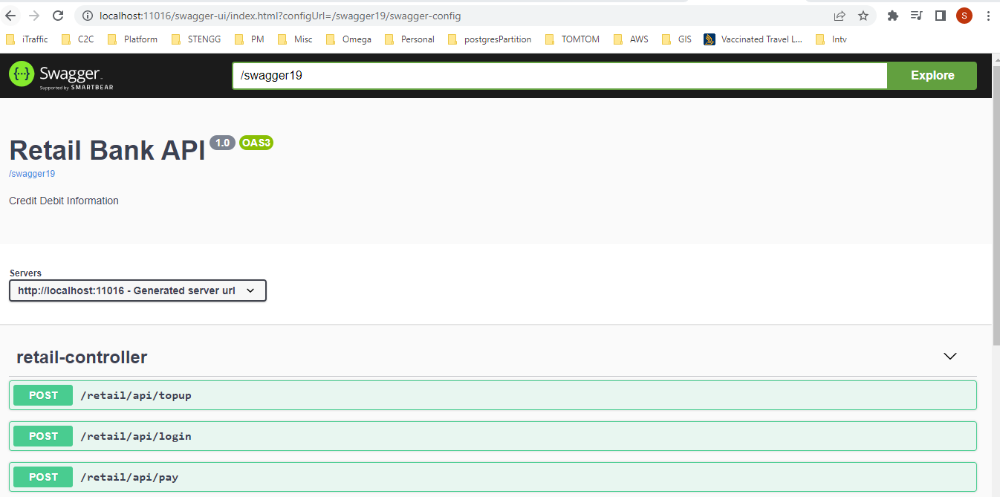 localhost:11016/swagger-ui/index.html?configUrl=/swagger19/swagger-config
S
iTraffic C2C Platform STENGG PM Misc Omega Personal postgresPartition TOMTOM AWS GIS Vaccinated Travel L... Intv
{···} Swagger.
Supported by SMARTBEAR
/swagger19
Explore
Retail Bank API 1.0 OAS3
/swagger19
Credit Debit Information
Servers
http://localhost:11016 - Generated server url
retail-controller
POST /retail/api/topup
POST /retail/api/login
POST /retail/api/pay